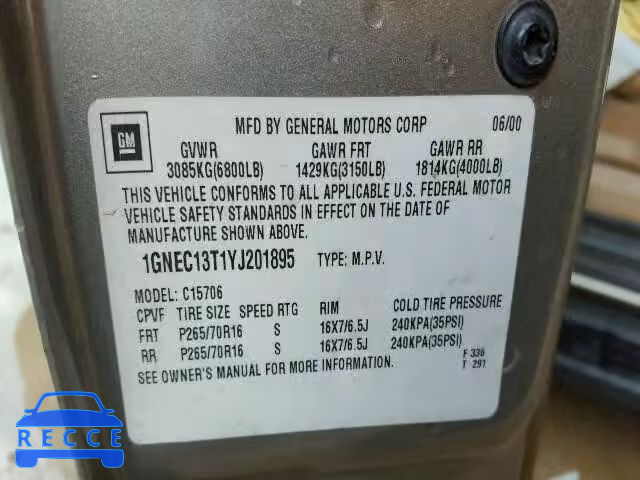 GM
MFD BY GENERAL MOTORS CORP 06/00
GVWR GAWR FRT GAWR RR
3085KG(6800LB) 1429KG(3150LB) 1814KG(4000LB)
THIS VEHICLE CONFORMS TO ALL APPLICABLE U.S. FEDERAL MOTOR
VEHICLE SAFETY STANDARDS IN EFFECT ON THE DATE OF
MANUFACTURE SHOWN ABOVE.
1GNEC13T1YJ201895 TYPE: M.P.V.
MODEL: C15706
CPVF TIRE SIZE SPEED RTG RIM COLD TIRE PRESSURE
FRT P265/70R16 S 16X7/6.5J 240KPA(35PSI)
RR P265/70R16 S 16X7/6.5J 240KPA(35PSI)
SEE OWNER'S MANUAL FOR MORE INFORMATION.
F 336
T 291
RECCE